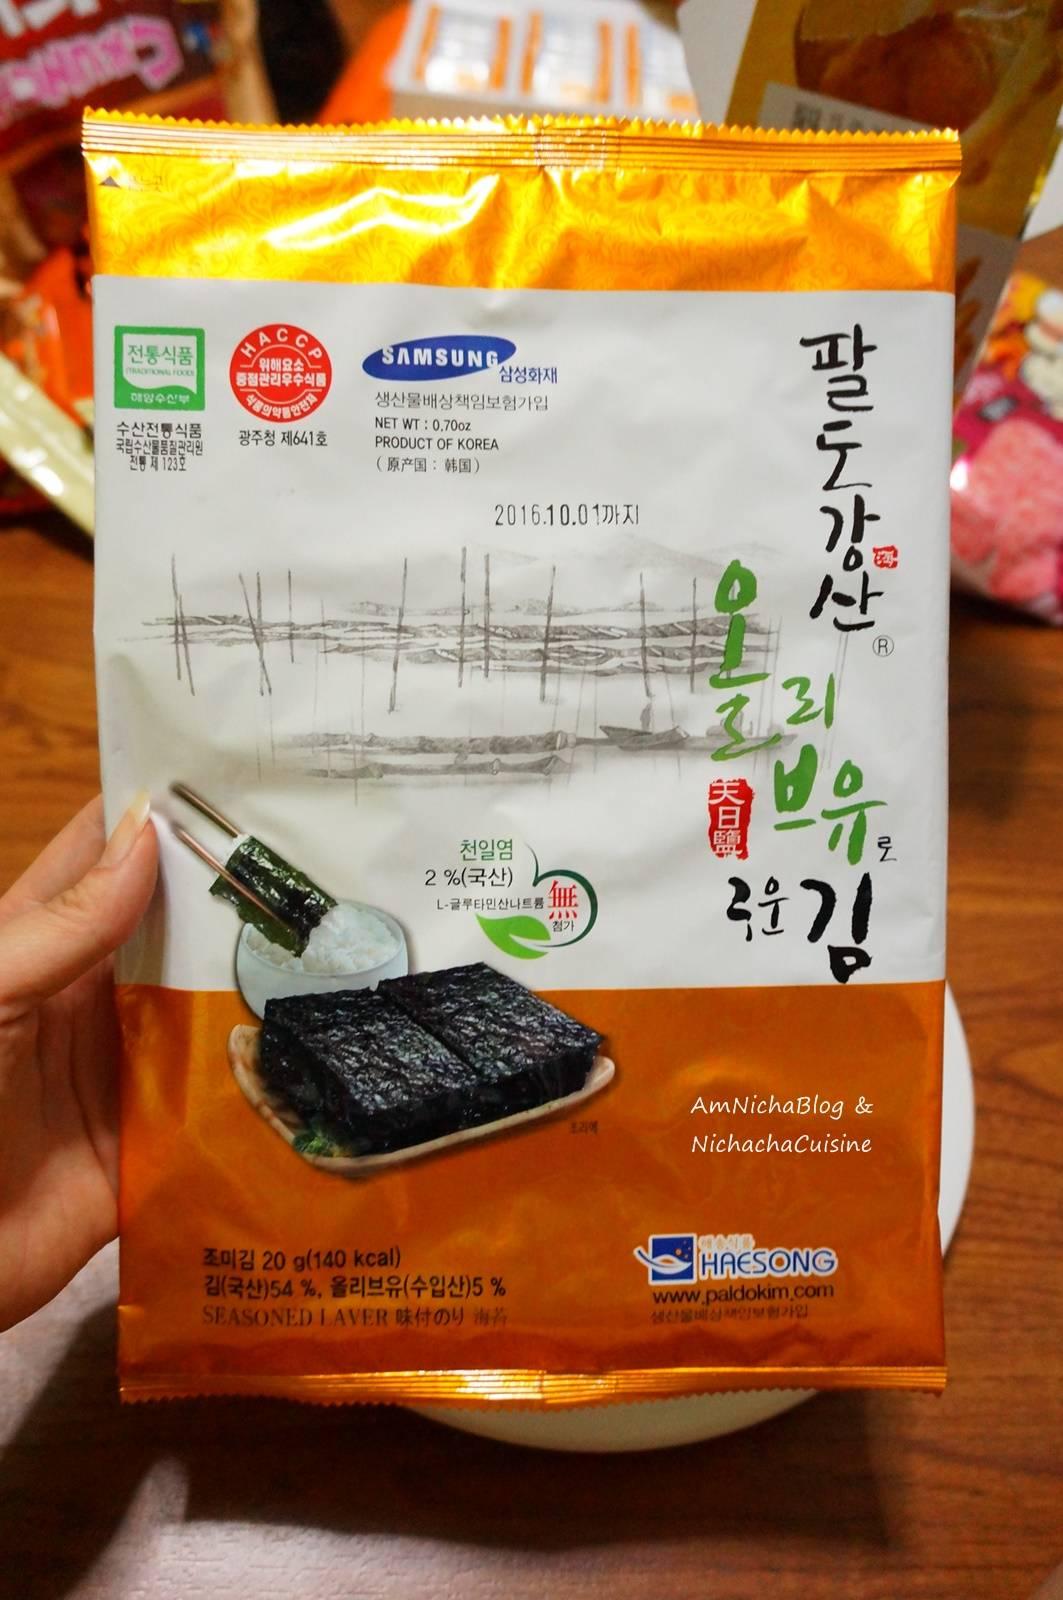 전통식품
(TRADITIONAL FOOD)
해양수산부
수산전통식품
국립수산물품질관리원
전통 제 123호
HACCP
위해요소
중점관리우수식품
식품의약품안전처
광주청 제641호
SAMSUNG
삼성화재
생산물배상책임보험가입
NET WT : 0.70oz
PRODUCT OF KOREA
( 原产国 : 韩国 )
2016.10.01까지
팔도강산
海
®
올리브유로
天日鹽
구운 김
천일염
2 %(국산)
L-글루타민산나트륨
無
첨가
조리예
AmNichaBlog &
NichachaCuisine
조미김 20 g(140 kcal)
김(국산)54 %, 올리브유(수입산)5 %
SEASONED LAVER 味付のり 海苔
해송식품
HAESONG
www.paldokim.com
생산물배상책임보험가입